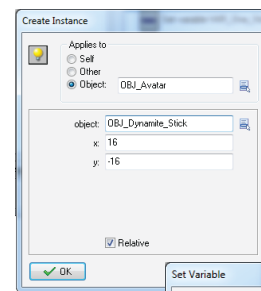 Create Instance
Applies to
Self
Other
Object: OBJ_Avatar
object: OBJ_Dynamite_Stick
x: 16
y: -16
Relative
OK
Set Variable